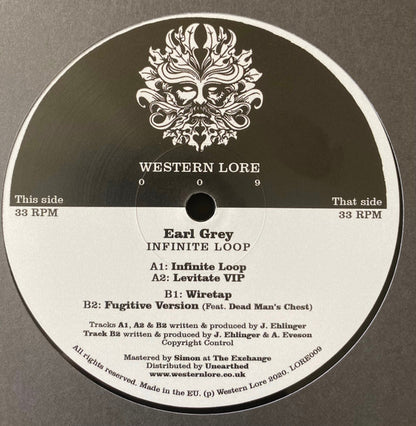 WESTERN LORE
0 0 9
This side
33 RPM
That side
33 RPM
Earl Grey
INFINITE LOOP
A1: Infinite Loop
A2: Levitate VIP
B1: Wiretap
B2: Fugitive Version (Feat. Dead Man's Chest)
Tracks A1, A2 & B2 written & produced by J. Ehlinger
Track B2 written & produced by J. Ehlinger & A. Eveson
Copyright Control
Mastered by Simon at The Exchange
Distributed by Unearthed
www.westernlore.co.uk
All rights reserved. Made in the EU. (p) Western Lore 2020. LORE009